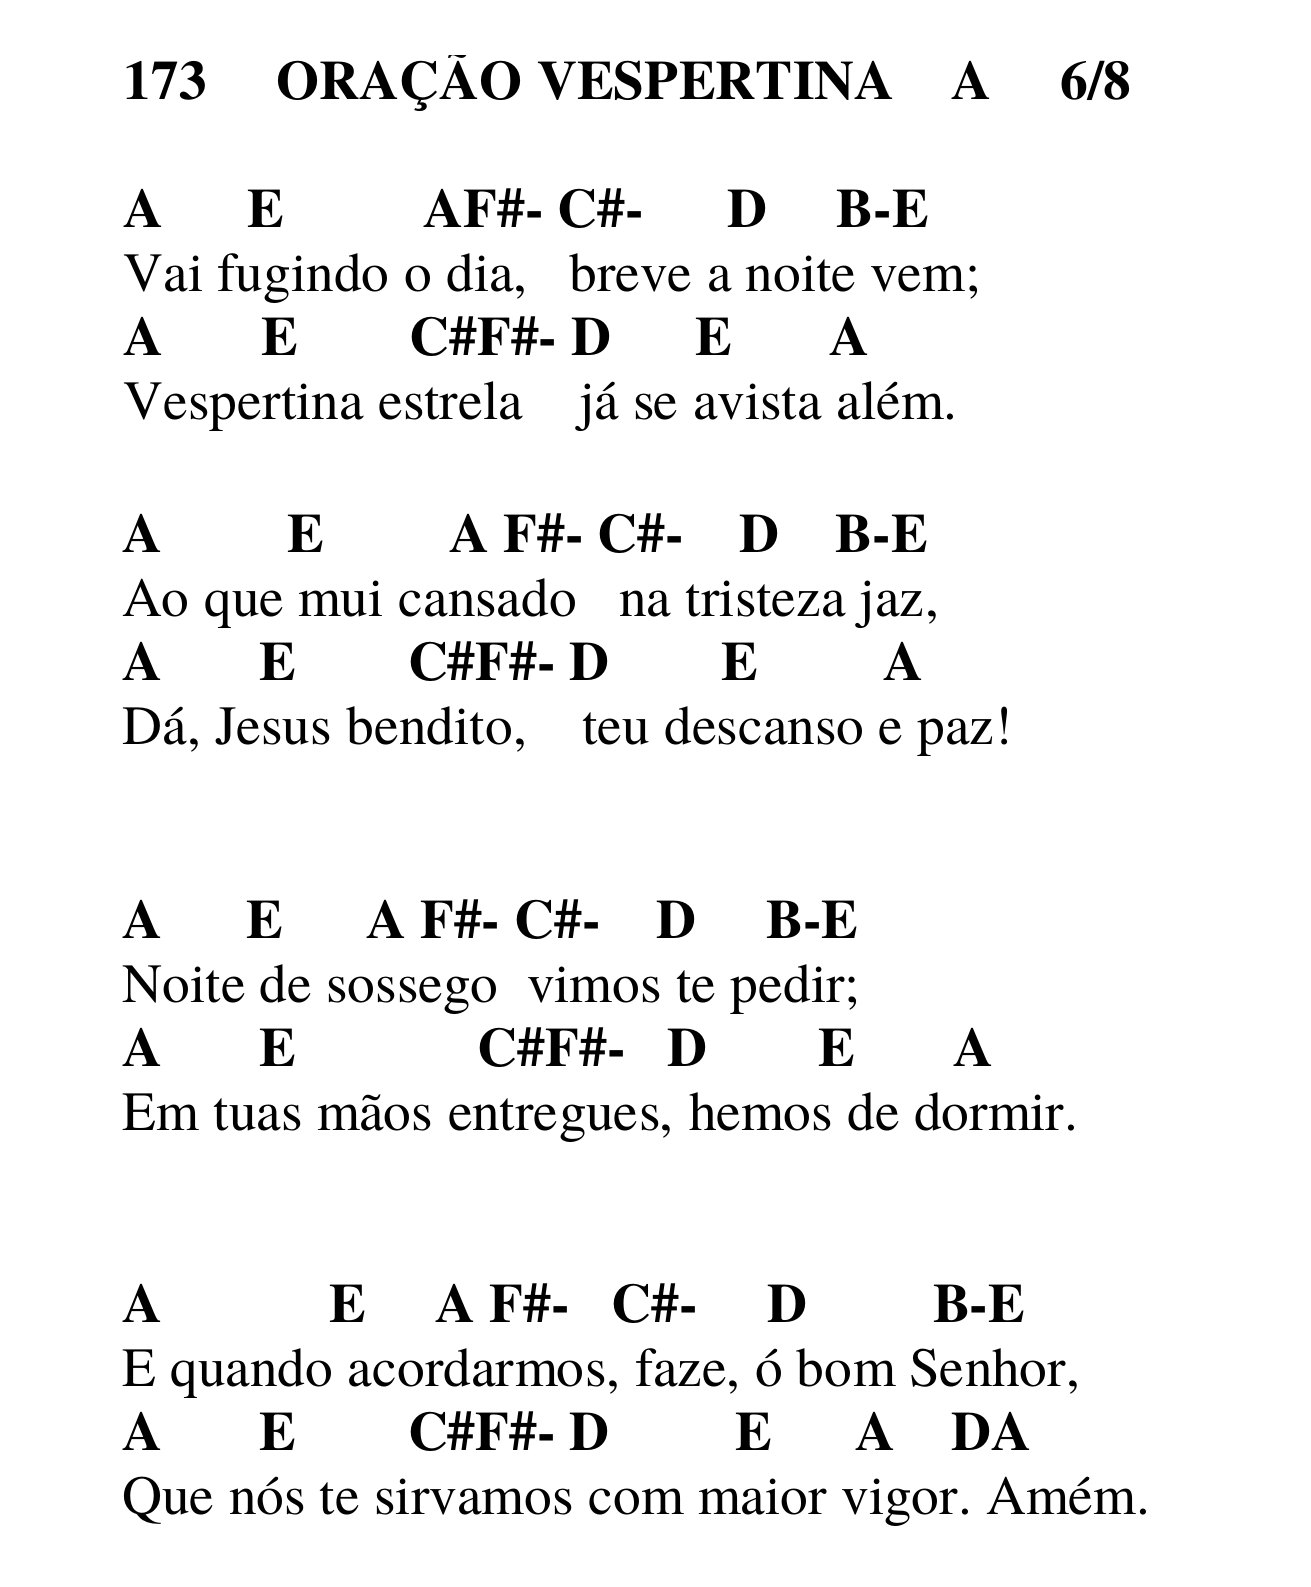 173 ORAÇÃO VESPERTINA A 6/8
A E AF#- C#- D B-E
Vai fugindo o dia, breve a noite vem;
A E C#F#- D E A
Vespertina estrela já se avista além.
A E A F#- C#- D B-E
Ao que mui cansado na tristeza jaz,
A E C#F#- D E A
Dá, Jesus bendito, teu descanso e paz!
A E A F#- C#- D B-E
Noite de sossego vimos te pedir;
A E C#F#- D E A
Em tuas mãos entregues, hemos de dormir.
A E A F#- C#- D B-E
E quando acordarmos, faze, ó bom Senhor,
A E C#F#- D E A DA
Que nós te sirvamos com maior vigor. Amém.